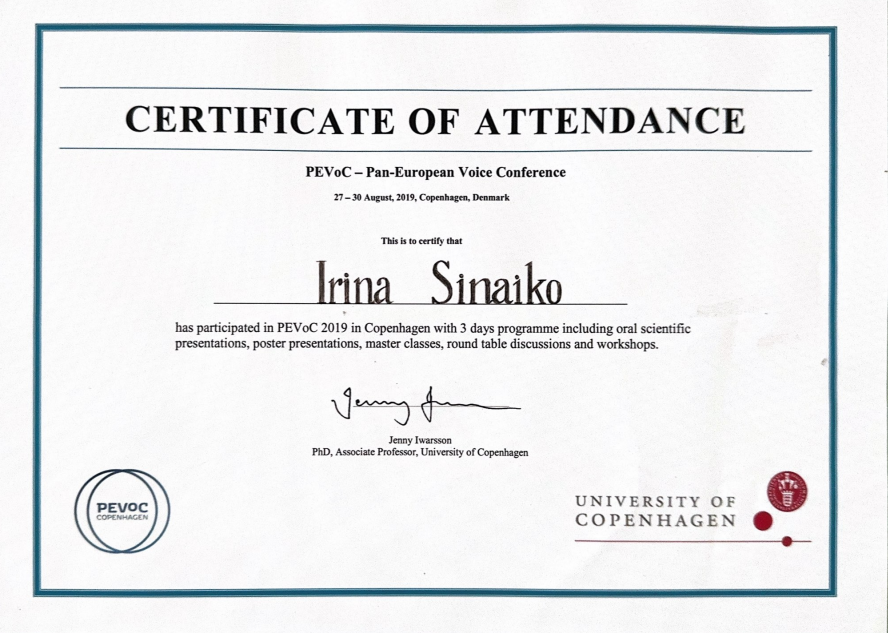 CERTIFICATE OF ATTENDANCE
PEVoC – Pan-European Voice Conference
27 – 30 August, 2019, Copenhagen, Denmark
This is to certify that
Irina Sinaiko
has participated in PEVoC 2019 in Copenhagen with 3 days programme including oral scientific
presentations, poster presentations, master classes, round table discussions and workshops.
Jenny Iwarsson
PhD, Associate Professor, University of Copenhagen
PEVOC
COPENHAGEN
UNIVERSITY OF
COPENHAGEN